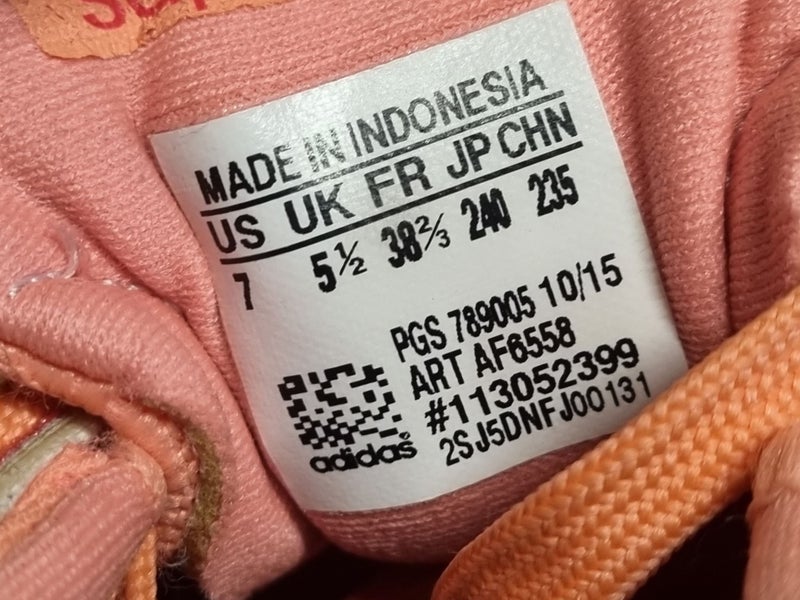 MADE IN INDONESIA
US UK FR JP CHN
7 5½ 38⅔ 240 235
PGS 789005 10/15
ART AF6558
#113052399
2SJ5DNFJ00131
adidas